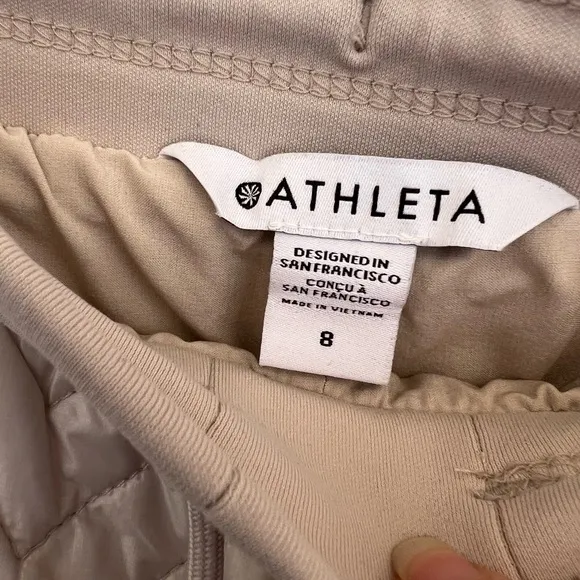 ATHLETA
DESIGNED IN
SAN FRANCISCO
CONÇU À
SAN FRANCISCO
MADE IN VIETNAM
8